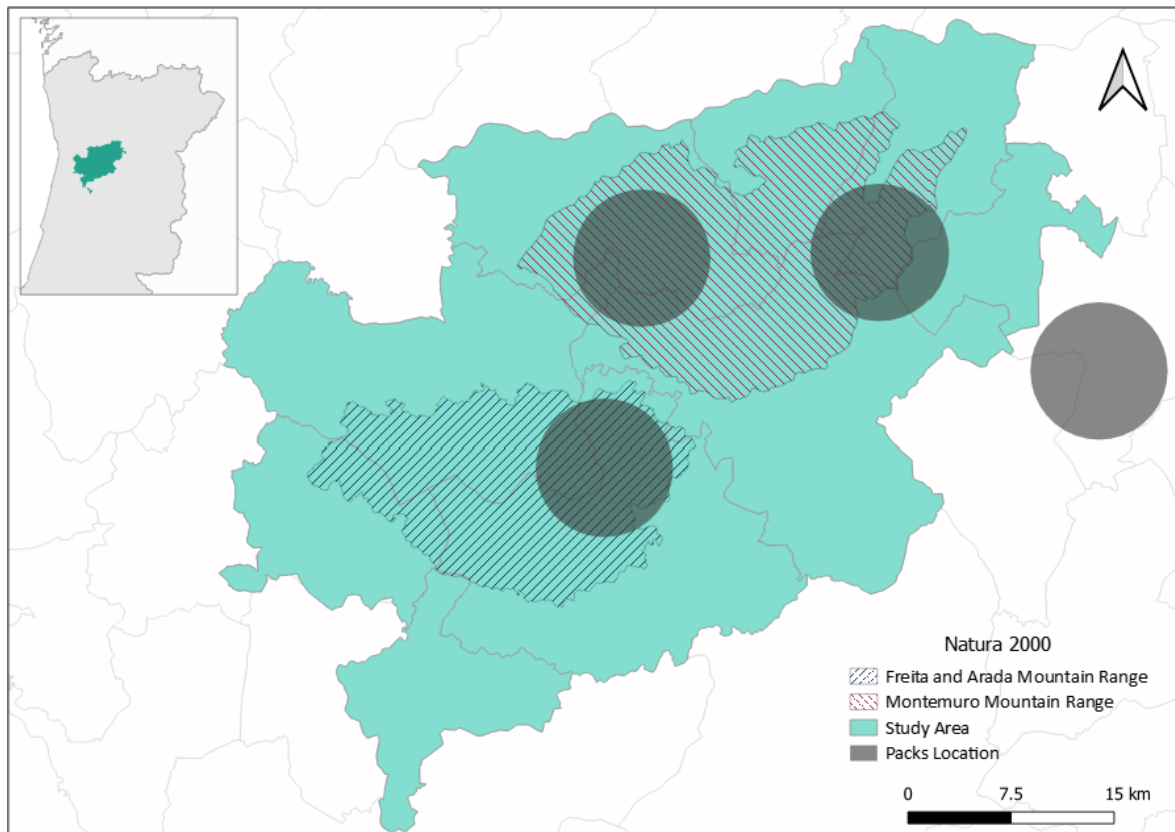 Natura 2000
Freita and Arada Mountain Range
Montemuro Mountain Range
Study Area
Packs Location
0 7.5 15 km